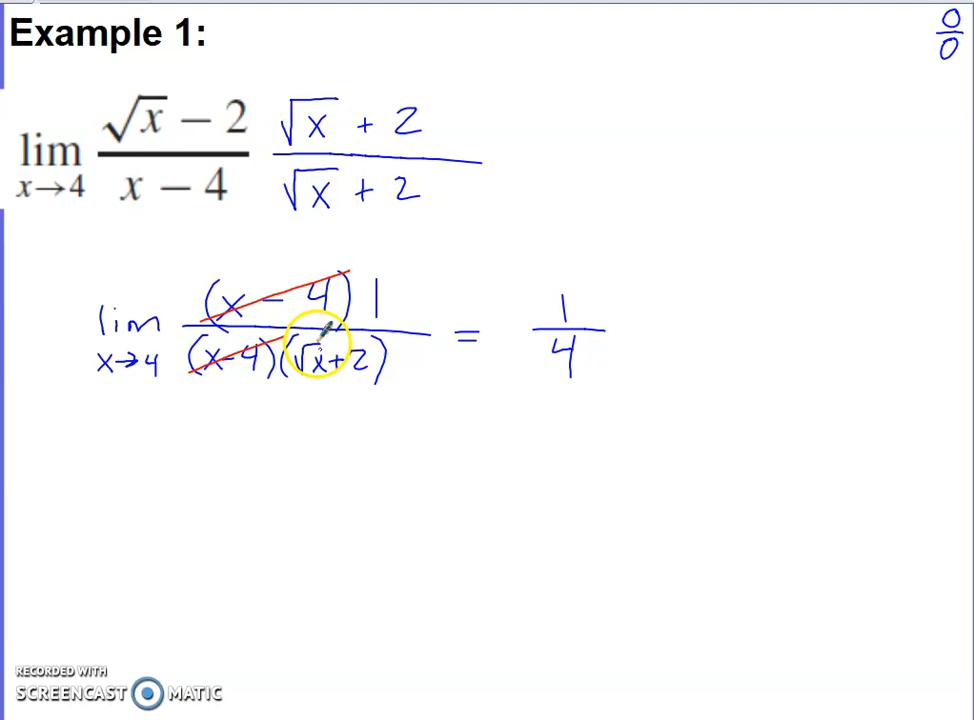 Example 1:
0/0
lim x→4 (√x − 2)/(x − 4) (√x + 2)/(√x + 2)
lim x→4 (x − 4) 1/(x − 4)(√x + 2) = 1/4
RECORDED WITH
SCREENCAST MATIC